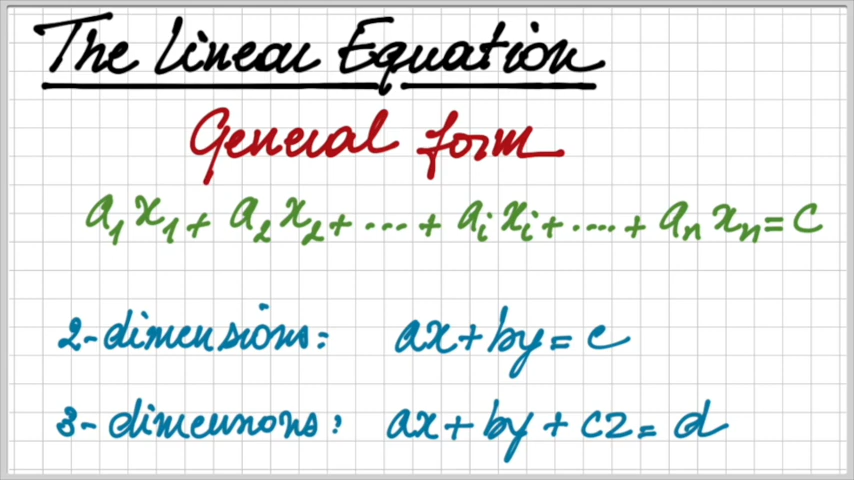 The Linear Equation
General form
a₁x₁ + a₂x₂ + ... + aᵢxᵢ + .... + aₙxₙ = c
2-dimensions: ax + by = c
3-dimensions: ax + by + cz = d